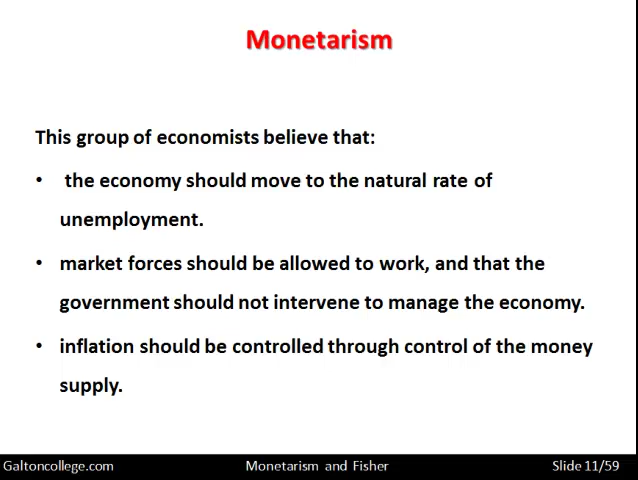 Monetarism
This group of economists believe that:
• the economy should move to the natural rate of
unemployment.
• market forces should be allowed to work, and that the
government should not intervene to manage the economy.
• inflation should be controlled through control of the money
supply.
Galtoncollege.com Monetarism and Fisher Slide 11/59